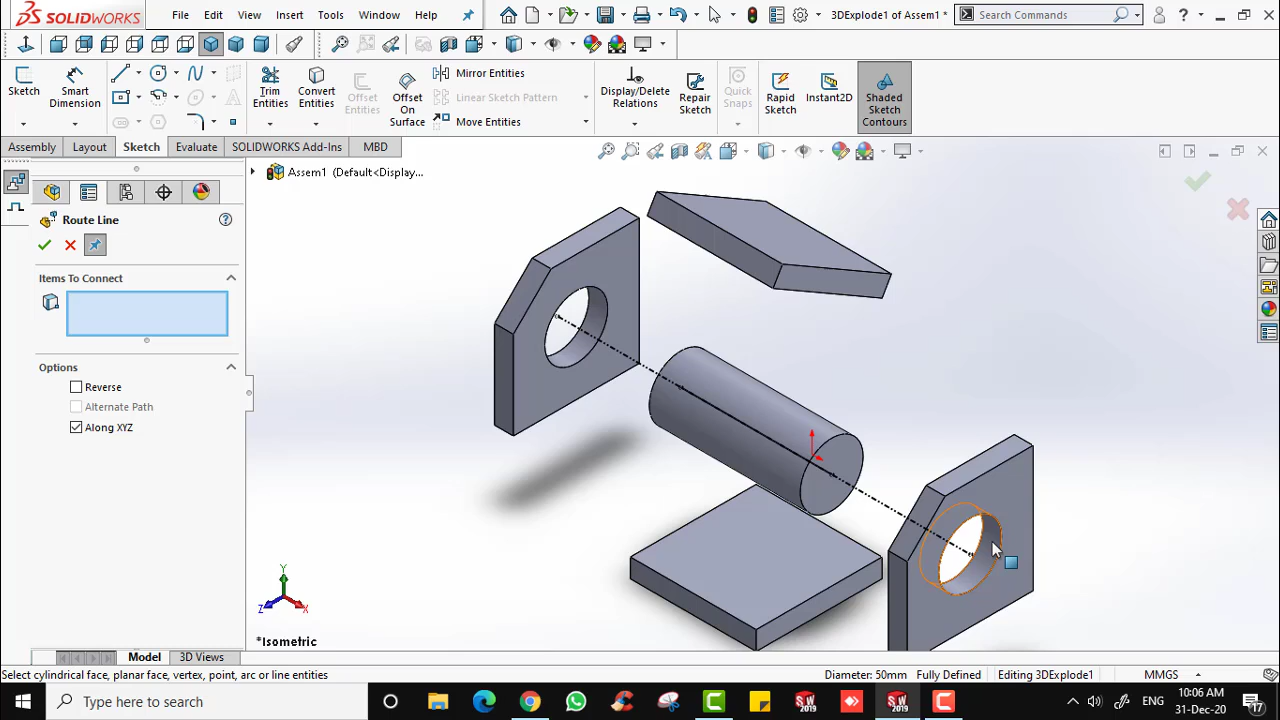 SOLIDWORKS File Edit View Insert Tools Window Help 3DExplode1 of Assem1 * Search Commands ?
Sketch Smart Dimension Trim Entities Convert Entities Offset Entities Offset On Surface Mirror Entities Linear Sketch Pattern Move Entities Display/Delete Relations Repair Sketch Quick Snaps Rapid Sketch Instant2D Shaded Sketch Contours
Assembly Layout Sketch Evaluate SOLIDWORKS Add-Ins MBD
Assem1 (Default<Display...
Route Line
Items To Connect
Options
Reverse
Alternate Path
Along XYZ
Y
Z X
*Isometric
Model 3D Views
Select cylindrical face, planar face, vertex, point, arc or line entities Diameter: 50mm Fully Defined Editing 3DExplode1 MMGS
Type here to search SW 2019 SW 2019 ENG 10:06 AM
31-Dec-20 17